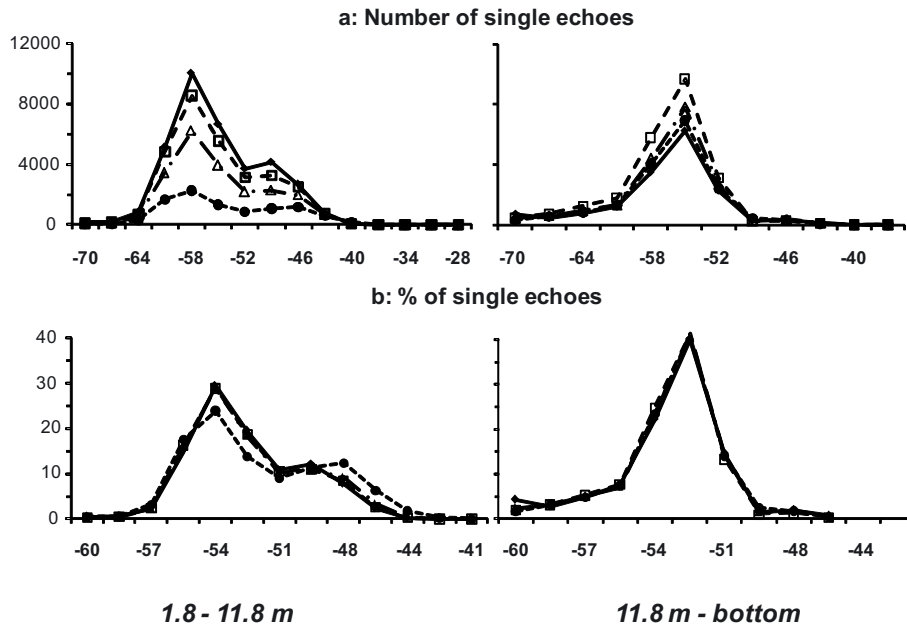 a: Number of single echoes
12000
8000
4000
0
-70 -64 -58 -52 -46 -40 -34 -28
-70 -64 -58 -54 -52 -46 -40
b: % of single echoes
40
30
20
10
0
-60 -57 -54 -51 -48 -44 -41
-60 -57 -54 -51 -48 -44
1.8 - 11.8 m
11.8 m - bottom